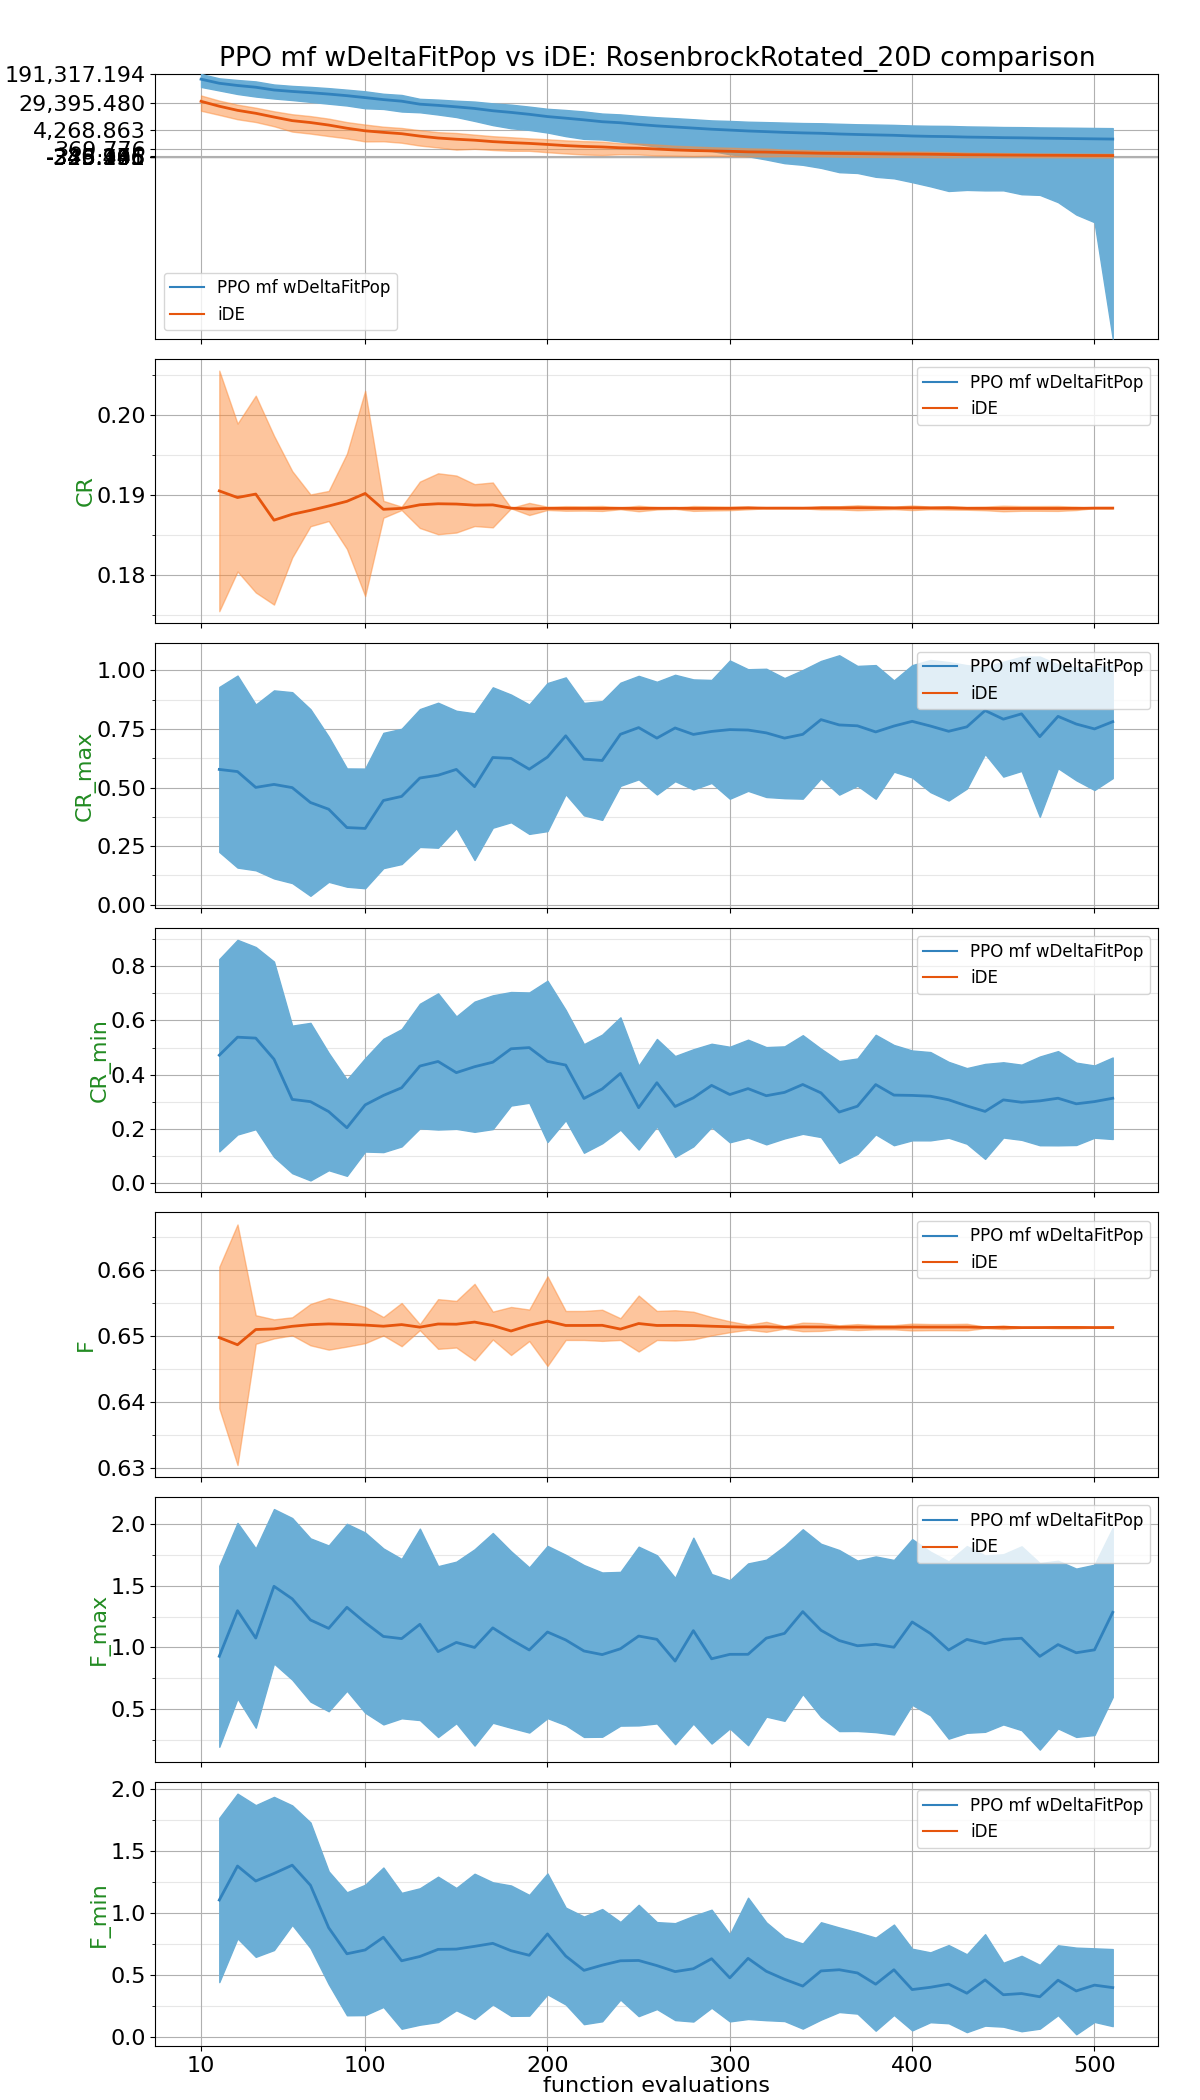 PPO mf wDeltaFitPop vs iDE: RosenbrockRotated_20D comparison
191,317.194
29,395.480
4,268.863
369.776
PPO mf wDeltaFitPop
iDE
0.20
0.19
0.18
CR
PPO mf wDeltaFitPop
iDE
1.00
0.75
0.50
0.25
0.00
CR_max
PPO mf wDeltaFitPop
iDE
0.8
0.6
0.4
0.2
0.0
CR_min
PPO mf wDeltaFitPop
iDE
0.66
0.65
0.64
0.63
F
PPO mf wDeltaFitPop
iDE
2.0
1.5
1.0
0.5
F_max
PPO mf wDeltaFitPop
iDE
2.0
1.5
1.0
0.5
0.0
F_min
PPO mf wDeltaFitPop
iDE
10 100 200 300 400 500
function evaluations